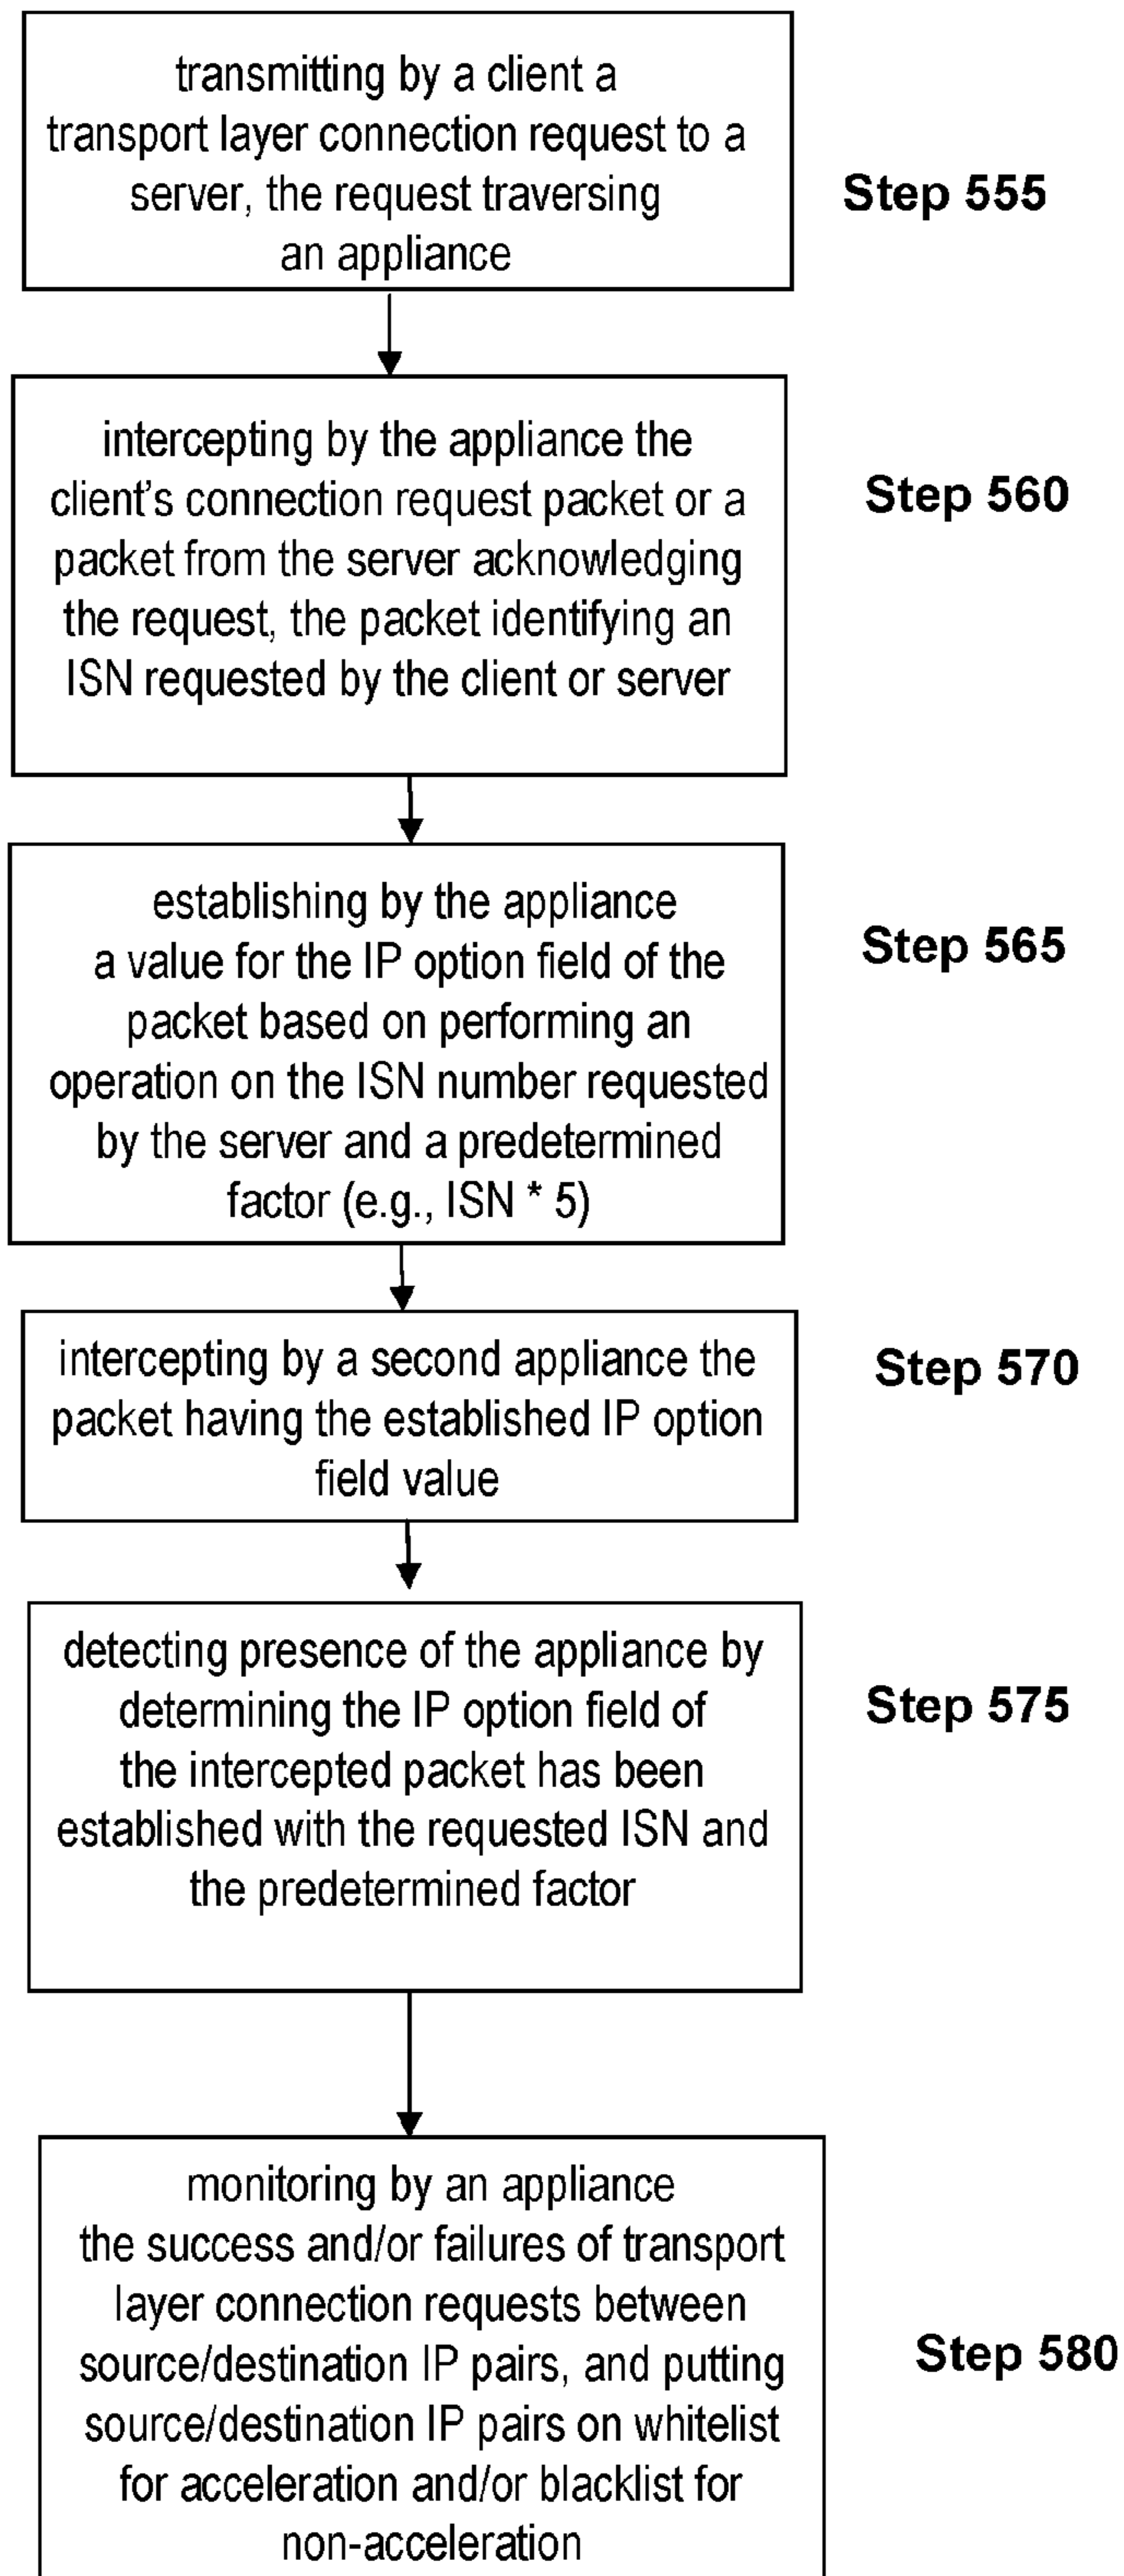 transmitting by a client a
transport layer connection request to a
server, the request traversing
an appliance
Step 555
intercepting by the appliance the
client's connection request packet or a
packet from the server acknowledging
the request, the packet identifying an
ISN requested by the client or server
Step 560
establishing by the appliance
a value for the IP option field of the
packet based on performing an
operation on the ISN number requested
by the server and a predetermined
factor (e.g., ISN * 5)
Step 565
intercepting by a second appliance the
packet having the established IP option
field value
Step 570
detecting presence of the appliance by
determining the IP option field of
the intercepted packet has been
established with the requested ISN and
the predetermined factor
Step 575
monitoring by an appliance
the success and/or failures of transport
layer connection requests between
source/destination IP pairs, and putting
source/destination IP pairs on whitelist
for acceleration and/or blacklist for
non-acceleration
Step 580